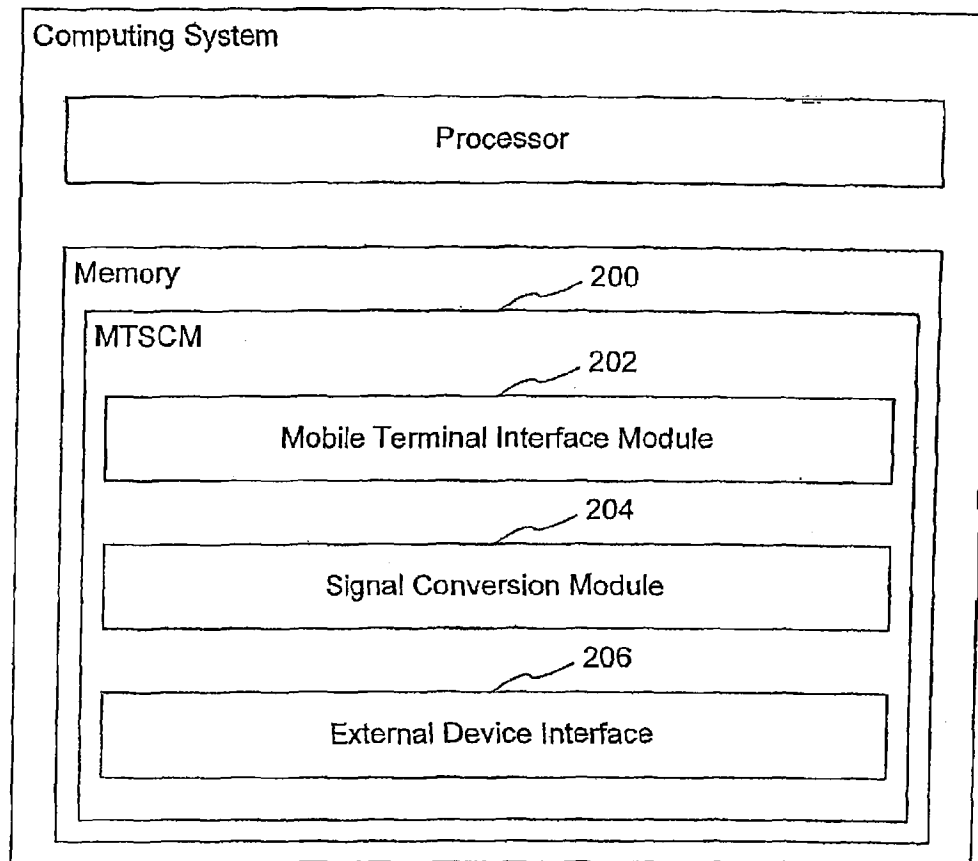 Computing System
Processor
Memory
200
MTSCM
202
Mobile Terminal Interface Module
204
Signal Conversion Module
206
External Device Interface